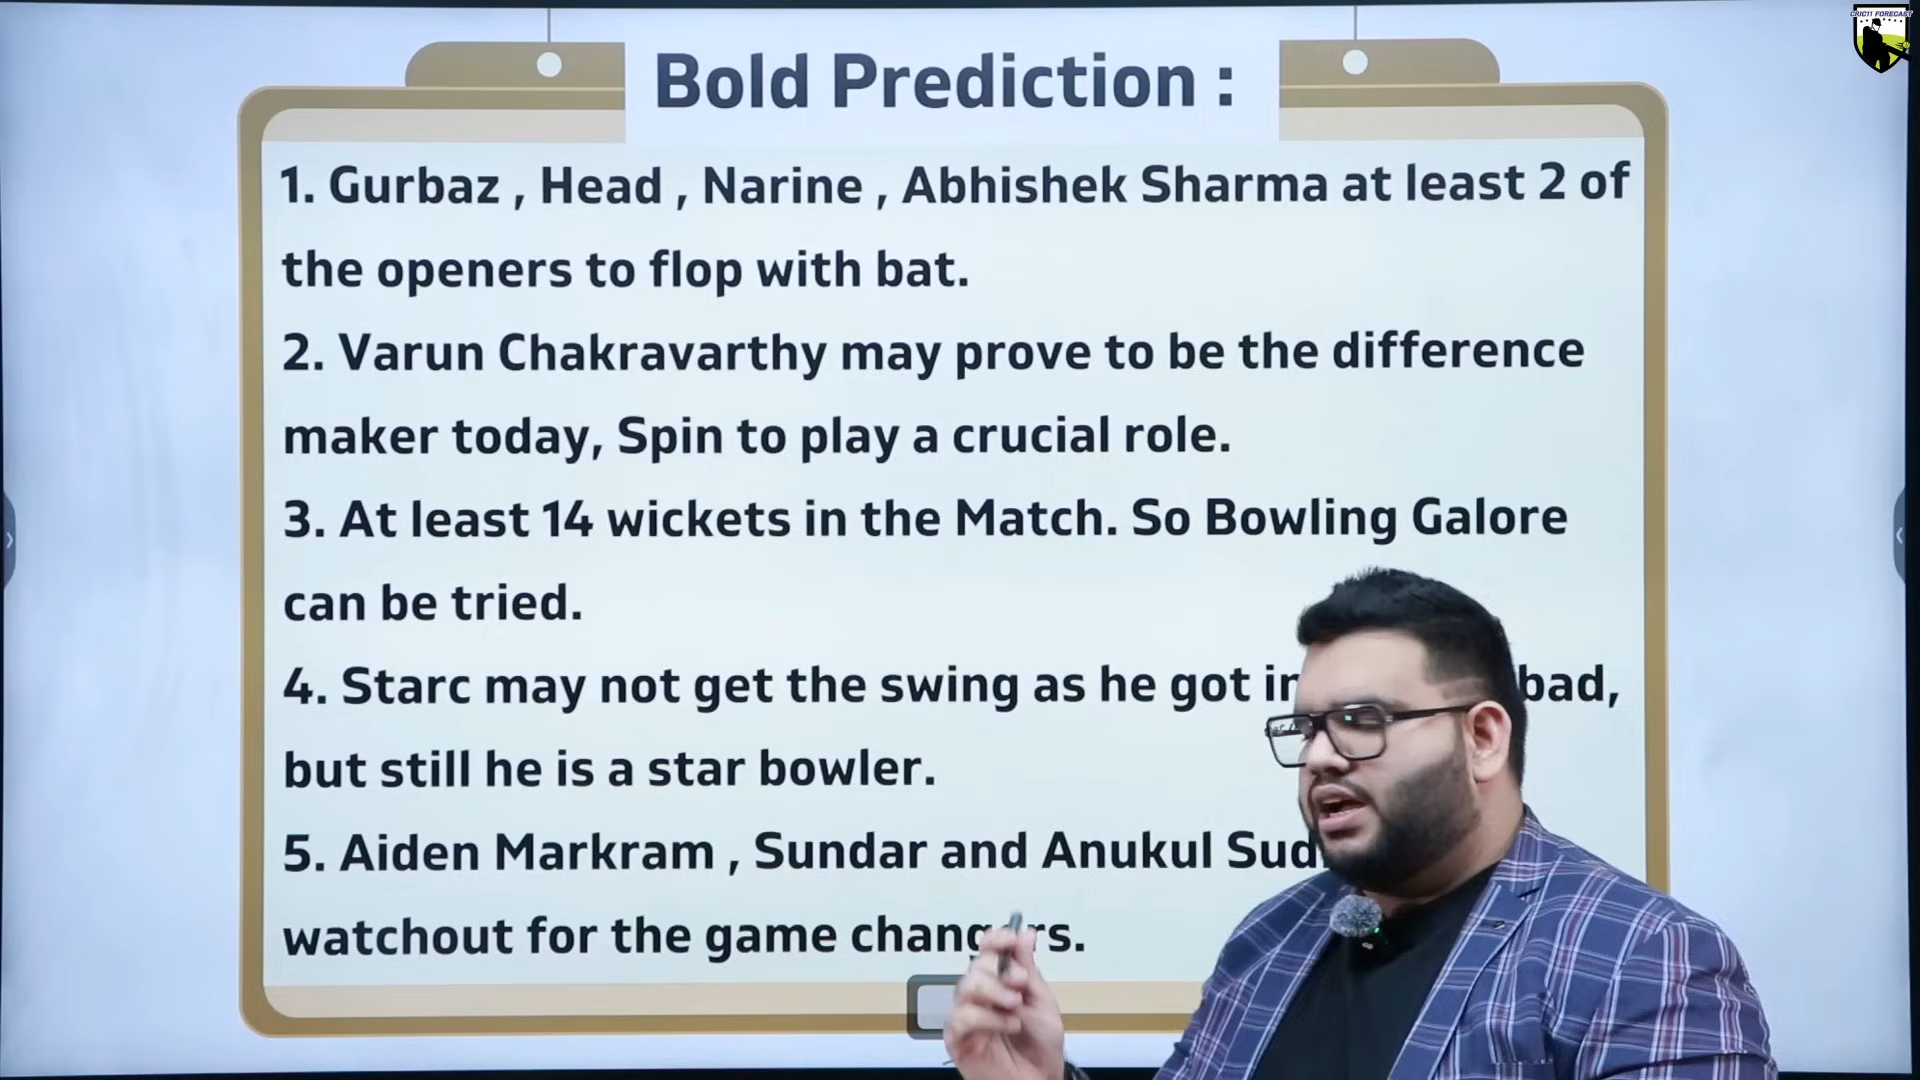 CRIC11 FORECAST
Bold Prediction :
1. Gurbaz , Head , Narine , Abhishek Sharma at least 2 of
the openers to flop with bat.
2. Varun Chakravarthy may prove to be the difference
maker today, Spin to play a crucial role.
3. At least 14 wickets in the Match. So Bowling Galore
can be tried.
4. Starc may not get the swing as he got
but still he is a star bowler.
5. Aiden Markram , Sundar and Anukul
watchout for the game changers.